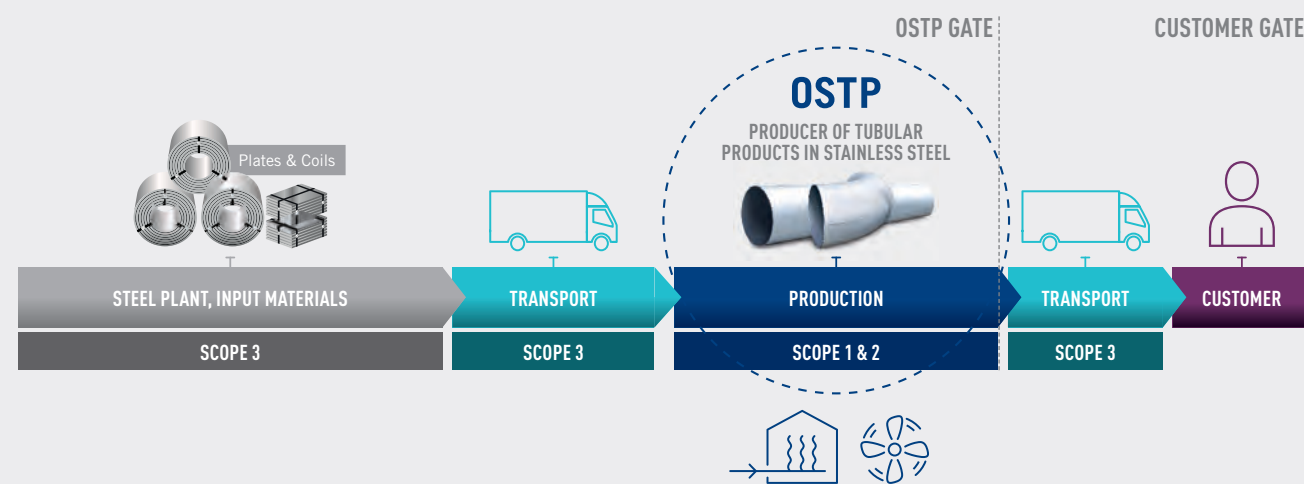 OSTP GATE
CUSTOMER GATE
OSTP
PRODUCER OF TUBULAR
PRODUCTS IN STAINLESS STEEL
Plates & Coils
STEEL PLANT, INPUT MATERIALS
TRANSPORT
PRODUCTION
TRANSPORT
CUSTOMER
SCOPE 3
SCOPE 3
SCOPE 1 & 2
SCOPE 3